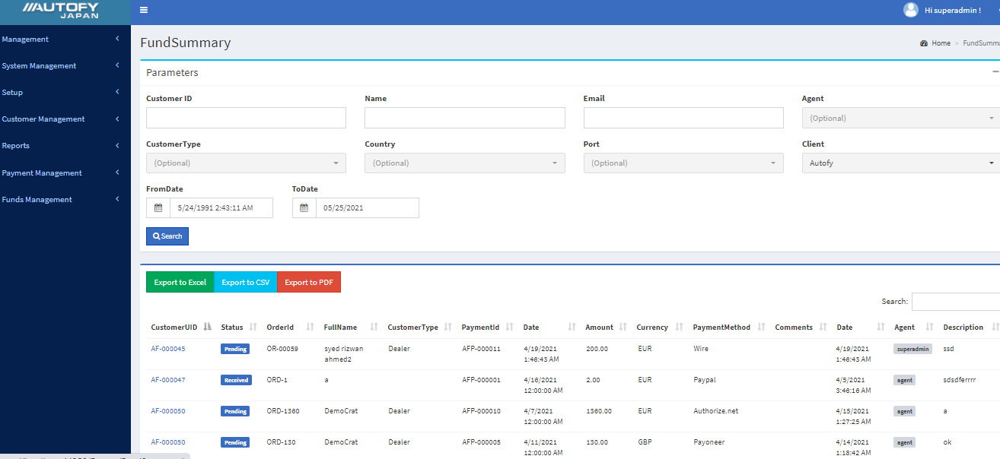 //AUTOFY
JAPAN
Hi superadmin !
Management
System Management
Setup
Customer Management
Reports
Payment Management
Funds Management
FundSummary
Home > FundSumma
Parameters
Customer ID Name Email Agent
(Optional)
CustomerType Country Port Client
(Optional) (Optional) (Optional) Autofy
FromDate ToDate
5/24/1991 2:43:11 AM 05/25/2021
Search
Export to Excel Export to CSV Export to PDF
Search:
CustomerUID Status OrderId FullName CustomerType PaymentId Date Amount Currency PaymentMethod Comments Date Agent Description
AF-000045 Pending OR-00059 syed rizwan Dealer AFP-000011 4/19/2021 200.00 EUR Wire 4/19/2021 superadmin ssd
ahmed2 1:46:43 AM 1:46:43 AM
AF-000047 Received ORD-1 a AFP-000001 4/16/2021 2.00 EUR Paypal 4/5/2021 agent sdsdferrrr
12:00:00 AM 3:46:16 AM
AF-000050 Pending ORD-1360 DemoCrat Dealer AFP-000010 4/7/2021 1360.00 EUR Authorize.net 4/15/2021 agent a
12:00:00 AM 1:27:25 AM
AF-000050 Pending ORD-130 DemoCrat Dealer AFP-000005 4/11/2021 130.00 GBP Payoneer 4/14/2021 agent ok
12:00:00 AM 1:18:42 AM